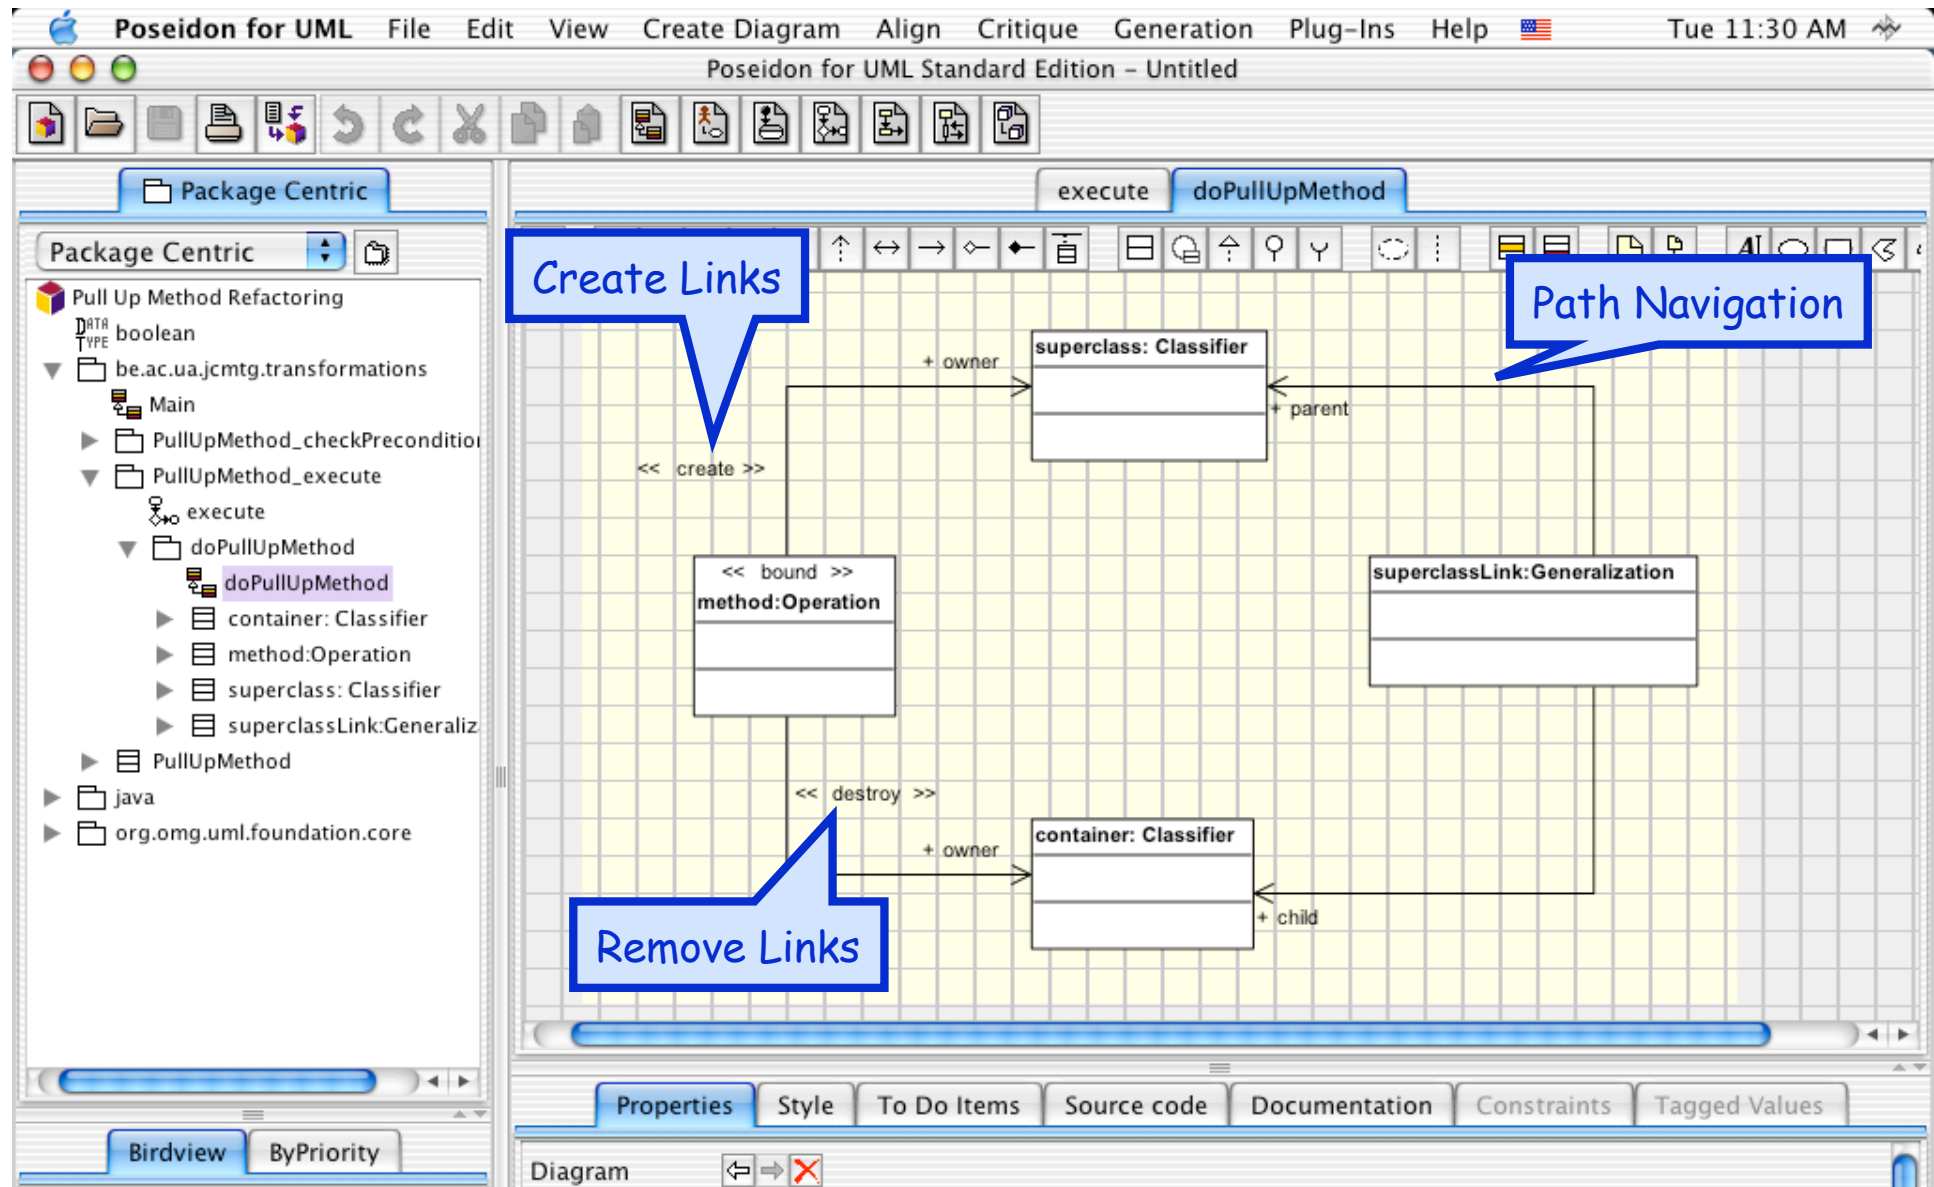 Poseidon for UML File Edit View Create Diagram Align Critique Generation Plug-Ins Help Tue 11:30 AM
Poseidon for UML Standard Edition – Untitled
Package Centric
execute doPullUpMethod
Package Centric
Pull Up Method Refactoring
DATA TYPE boolean
be.ac.ua.jcmtg.transformations
Main
PullUpMethod_checkPrecondition
PullUpMethod_execute
execute
doPullUpMethod
doPullUpMethod
container: Classifier
method:Operation
superclass: Classifier
superclassLink:Generaliz
PullUpMethod
java
org.omg.uml.foundation.core
Birdview ByPriority
Create Links
Path Navigation
+ owner
superclass: Classifier
+ parent
<< create >>
<< bound >>
method:Operation
superclassLink:Generalization
<< destroy >>
+ owner
container: Classifier
+ child
Remove Links
Properties Style To Do Items Source code Documentation Constraints Tagged Values
Diagram